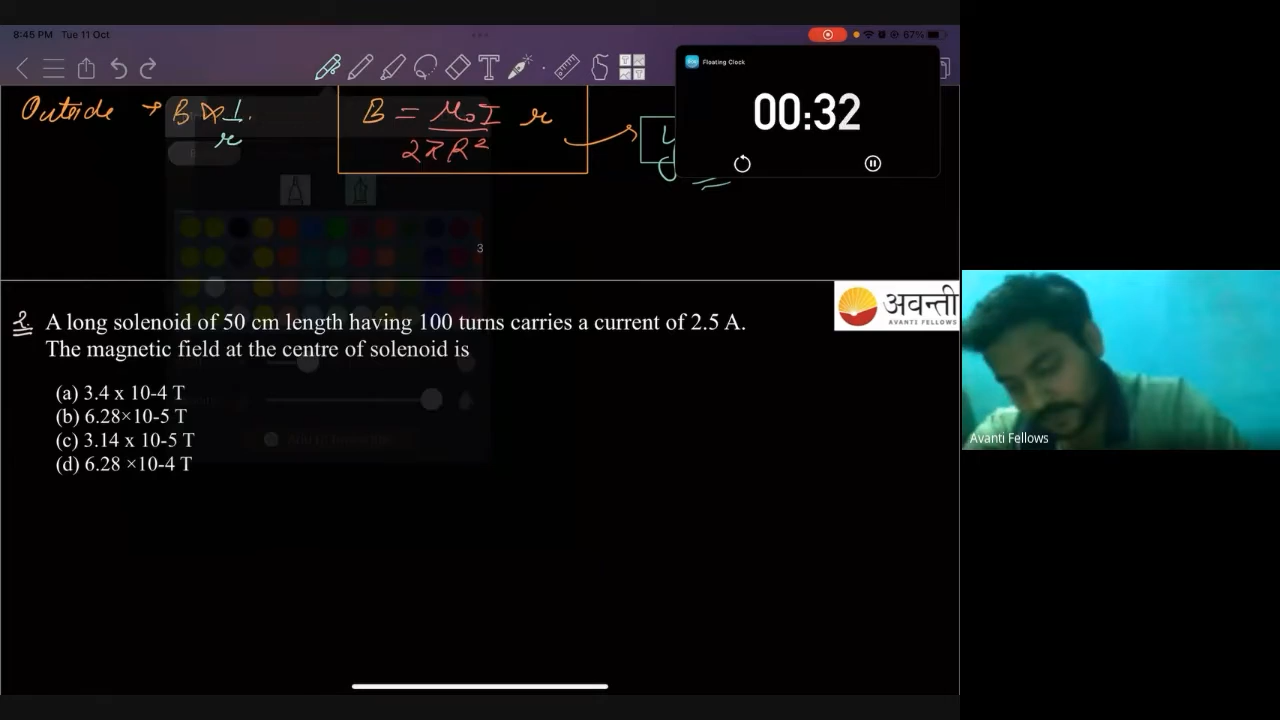 8:45 PM Tue 11 Oct
67%
Floating Clock
00:32
Outside → B ∝ 1/r
B = μ₀I/2πR² r
3
अवन्ती
AVANTI FELLOWS
A long solenoid of 50 cm length having 100 turns carries a current of 2.5 A.
The magnetic field at the centre of solenoid is
(a) 3.4 x 10-4 T
(b) 6.28×10-5 T
(c) 3.14 x 10-5 T
(d) 6.28 ×10-4 T
Avanti Fellows